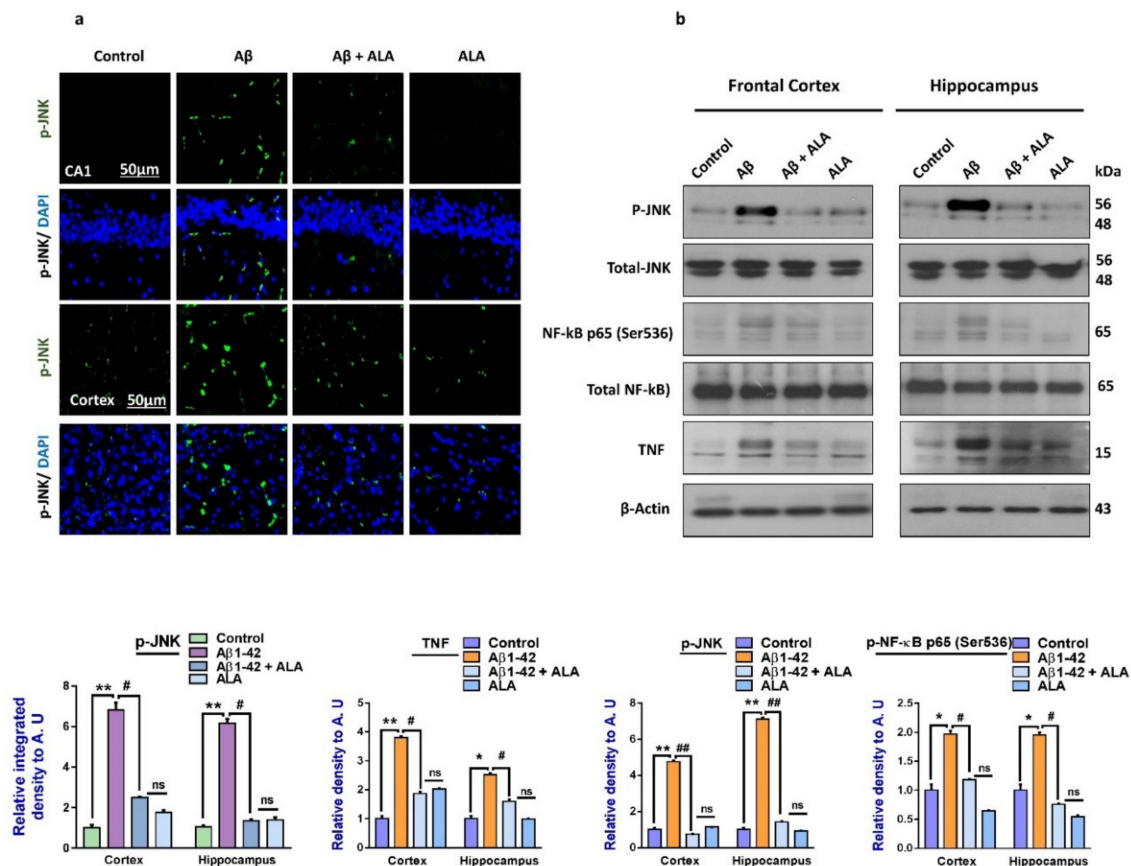 a
Control Aβ Aβ + ALA ALA
p-JNK
CA1 50μm
p-JNK/ DAPI
p-JNK
Cortex 50μm
p-JNK/ DAPI
b
Frontal Cortex Hippocampus
Control Aβ Aβ + ALA ALA Control Aβ Aβ + ALA ALA kDa
P-JNK 56
48
Total-JNK 56
48
NF-kB p65 (Ser536) 65
Total NF-kB) 65
TNF 15
β-Actin 43
p-JNK
Control
Aβ1-42
Aβ1-42 + ALA
ALA
Relative integrated
density to A. U
8
6
4
2
0
** # ns ** # ns
Cortex Hippocampus
TNF
Control
Aβ1-42
Aβ1-42 + ALA
ALA
Relative density to A. U
5
4
3
2
1
0
** # ns * # ns
Cortex Hippocampus
p-JNK
Control
Aβ1-42
Aβ1-42 + ALA
ALA
Relative density to A. U
8
6
4
2
0
** ## ns ** ## ns
Cortex Hippocampus
p-NF-κB p65 (Ser536)
Control
Aβ1-42
Aβ1-42 + ALA
ALA
Relative density to A. U
2.5
2.0
1.5
1.0
0.5
0.0
* # ns * # ns
Cortex Hippocampus